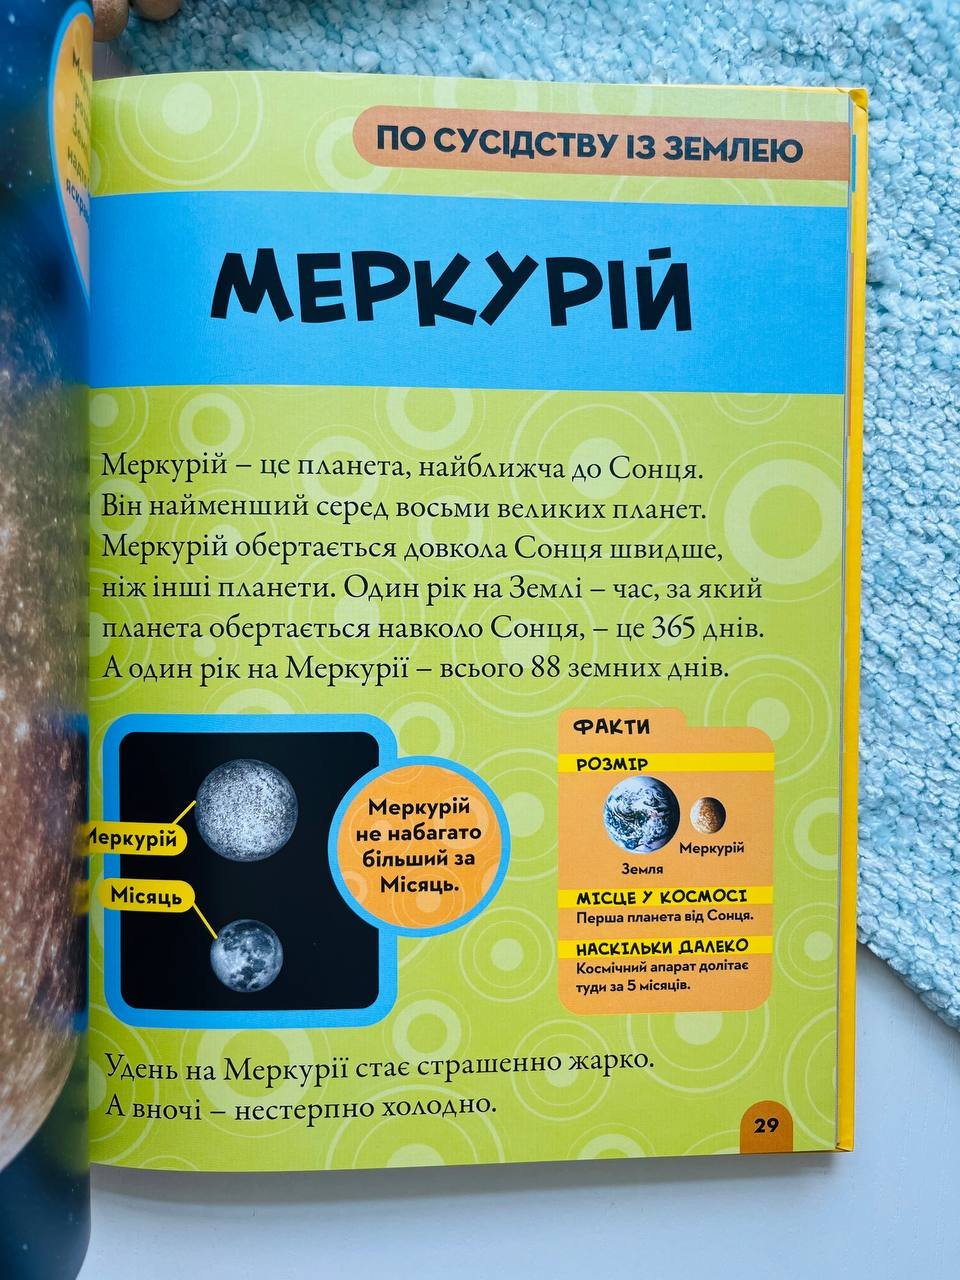 ПО СУСІДСТВУ ІЗ ЗЕМЛЕЮ
МЕРКУРІЙ
Меркурій – це планета, найближча до Сонця.
Він найменший серед восьми великих планет.
Меркурій обертається довкола Сонця швидше,
ніж інші планети. Один рік на Землі – час, за який
планета обертається навколо Сонця, – це 365 днів.
А один рік на Меркурії – всього 88 земних днів.
Меркурій
Місяць
Меркурій
не набагато
більший за
Місяць.
ФАКТИ
РОЗМІР
Меркурій
Земля
МІСЦЕ У КОСМОСІ
Перша планета від Сонця.
НАСКІЛЬКИ ДАЛЕКО
Космічний апарат долітає
туди за 5 місяців.
Удень на Меркурії стає страшенно жарко.
А вночі – нестерпно холодно.
29